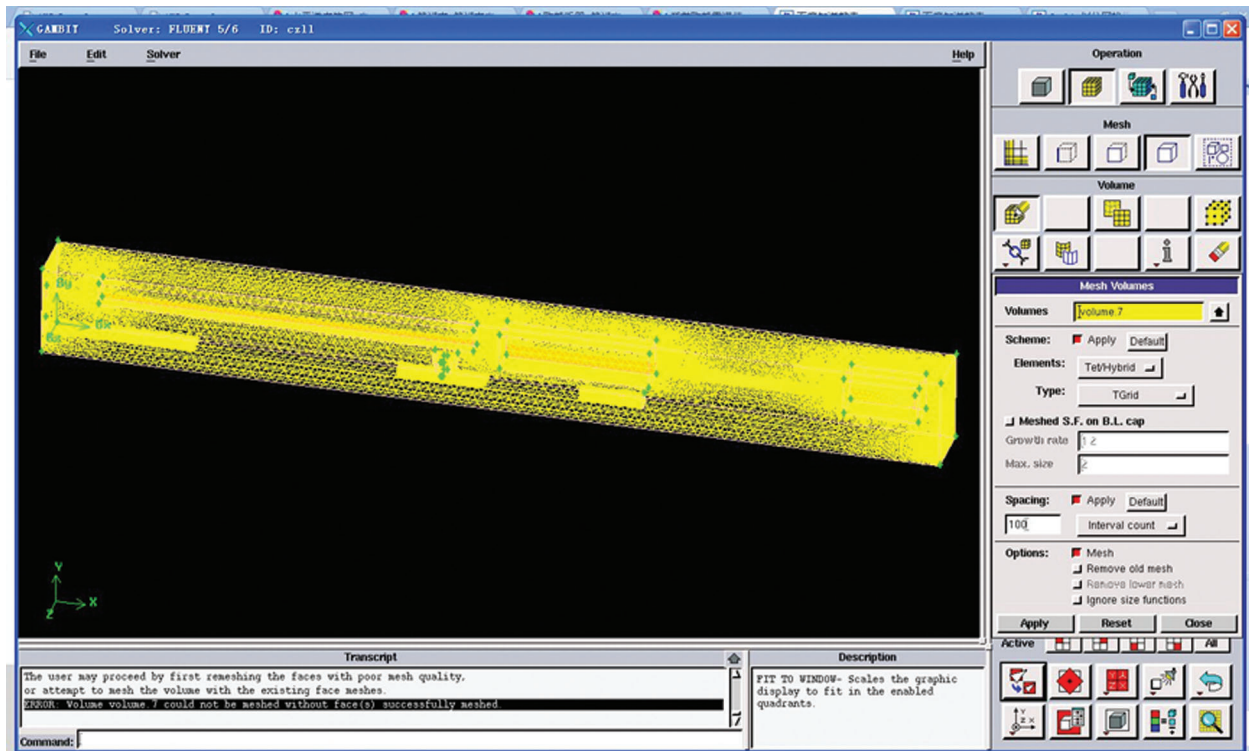 GAMBIT Solver: FLUENT 5/6 ID: czll
File Edit Solver Help
Operation
Mesh
Volume
Mesh Volumes
Volumes volume.7
Scheme: Apply Default
Elements: Tet/Hybrid
Type: TGrid
Meshed S.F. on B.L. cap
Growth rate 1.2
Max. size 2
Spacing: Apply Default
100 Interval count
Options: Mesh
Remove old mesh
Remove lower mesh
Ignore size functions
Apply Reset Close
Active All
Y
X
Z
Transcript
The user may proceed by first remeshing the faces with poor mesh quality,
or attempt to mesh the volume with the existing face meshes.
ERROR: Volume volume.7 could not be meshed without face(s) successfully meshed.
Command:
Description
FIT TO WINDOW- Scales the graphic
display to fit in the enabled
quadrants.